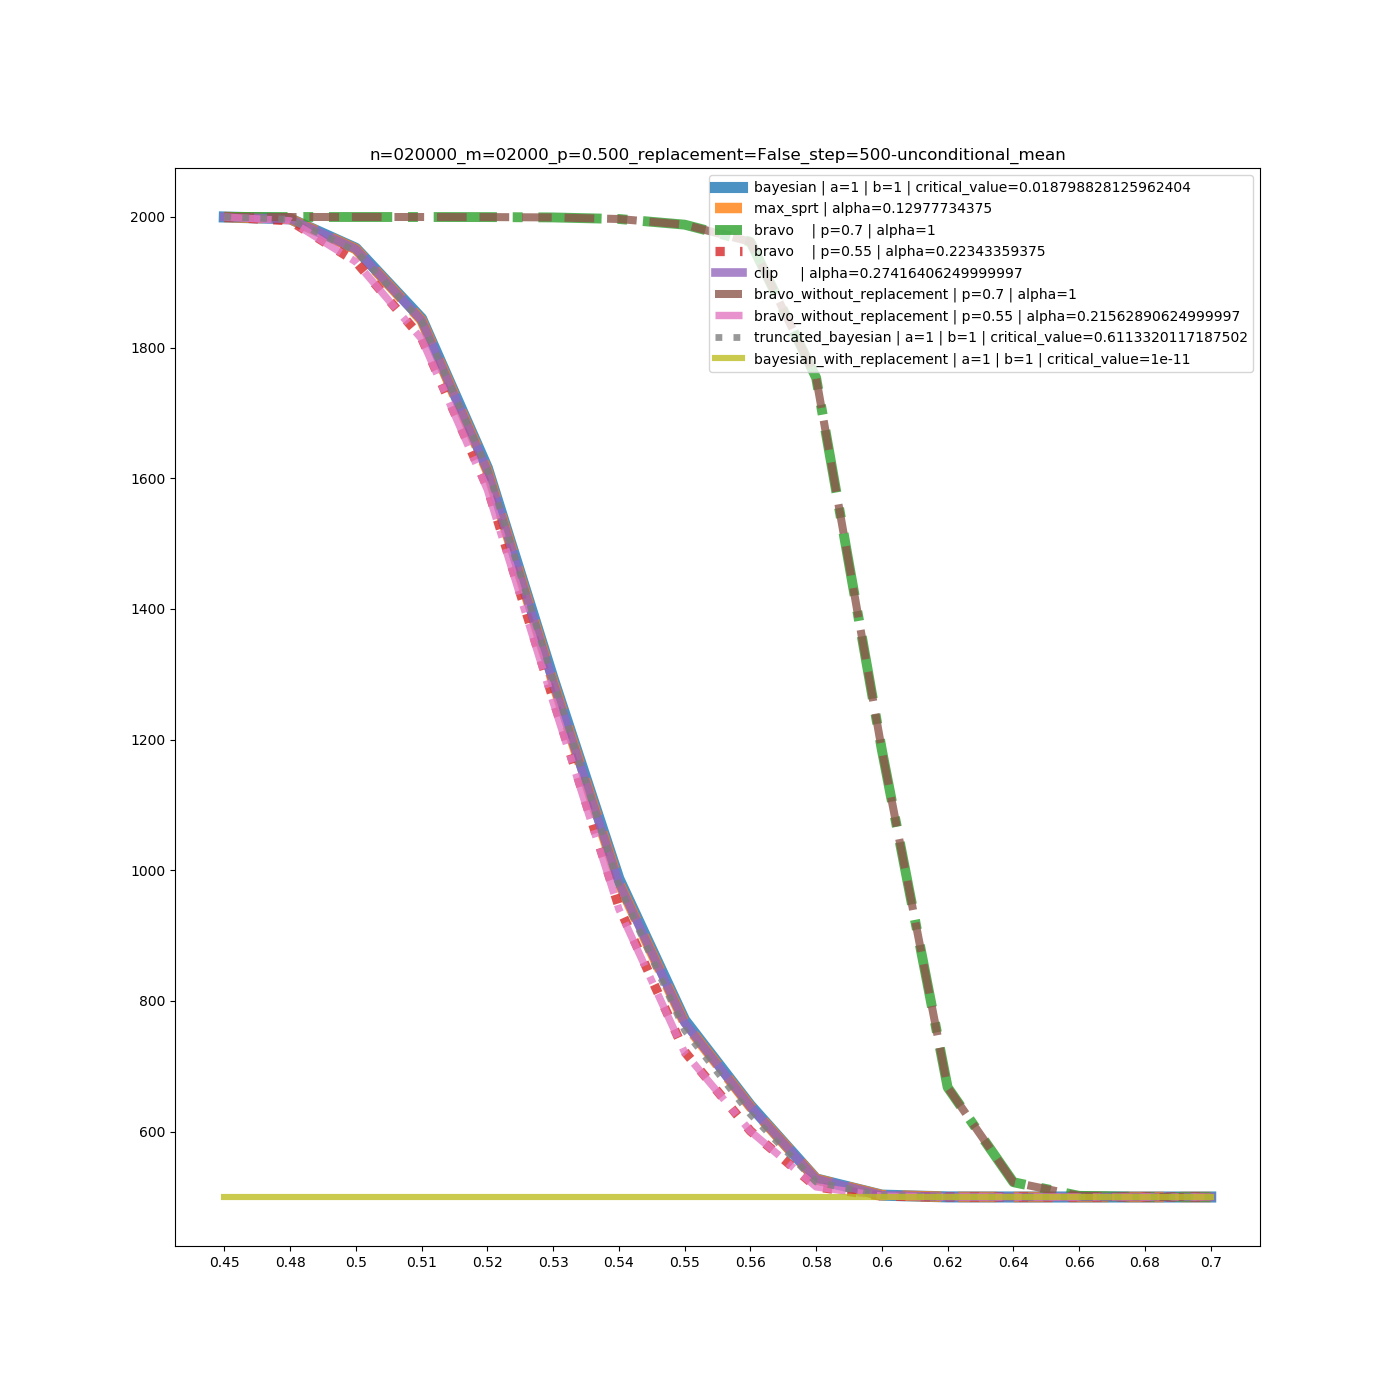 n=020000_m=02000_p=0.500_replacement=False_step=500-unconditional_mean
bayesian | a=1 | b=1 | critical_value=0.018798828125962404
max_sprt | alpha=0.12977734375
bravo | p=0.7 | alpha=1
bravo | p=0.55 | alpha=0.22343359375
clip | alpha=0.27416406249999997
bravo_without_replacement | p=0.7 | alpha=1
bravo_without_replacement | p=0.55 | alpha=0.21562890624999997
truncated_bayesian | a=1 | b=1 | critical_value=0.6113320117187502
bayesian_with_replacement | a=1 | b=1 | critical_value=1e-11
2000
1800
1600
1400
1200
1000
800
600
0.45 0.48 0.5 0.51 0.52 0.53 0.54 0.55 0.56 0.58 0.6 0.62 0.64 0.66 0.68 0.7